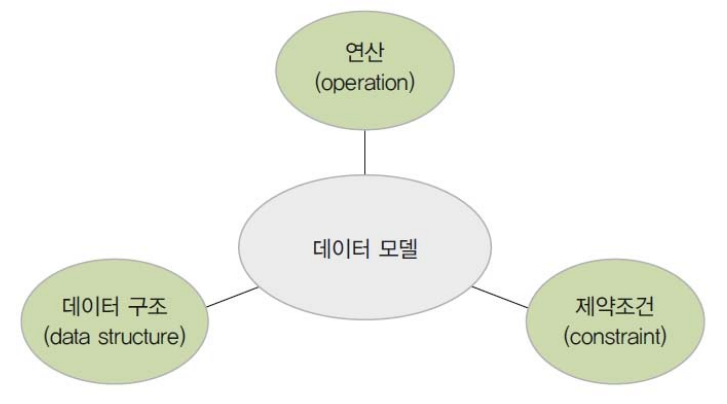 연산
(operation)
데이터 모델
데이터 구조
(data structure)
제약조건
(constraint)